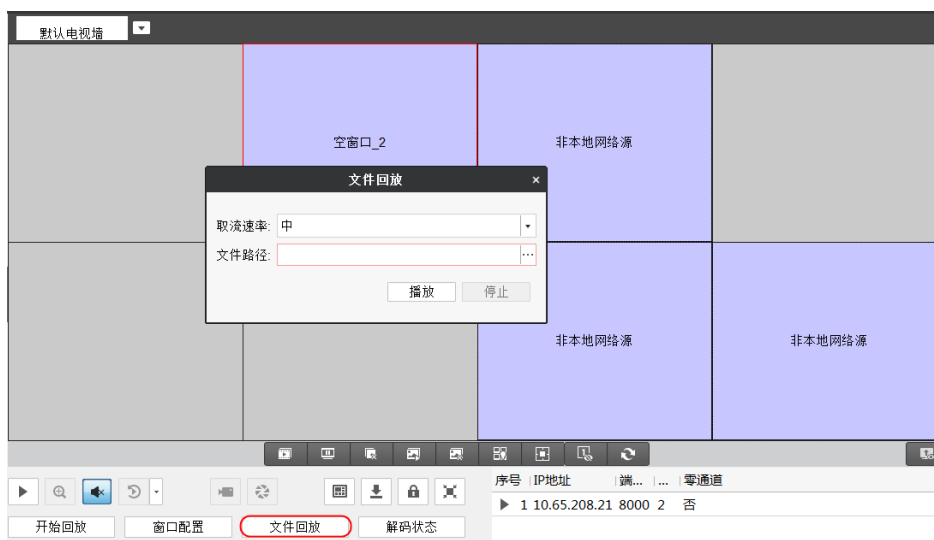 默认电视墙
空窗口_2
非本地网络源
文件回放 ×
取流速率: 中
文件路径: ...
播放 停止
非本地网络源
非本地网络源
序号 IP地址 端... ... 零通道
1 10.65.208.21 8000 2 否
开始回放 窗口配置 文件回放 解码状态